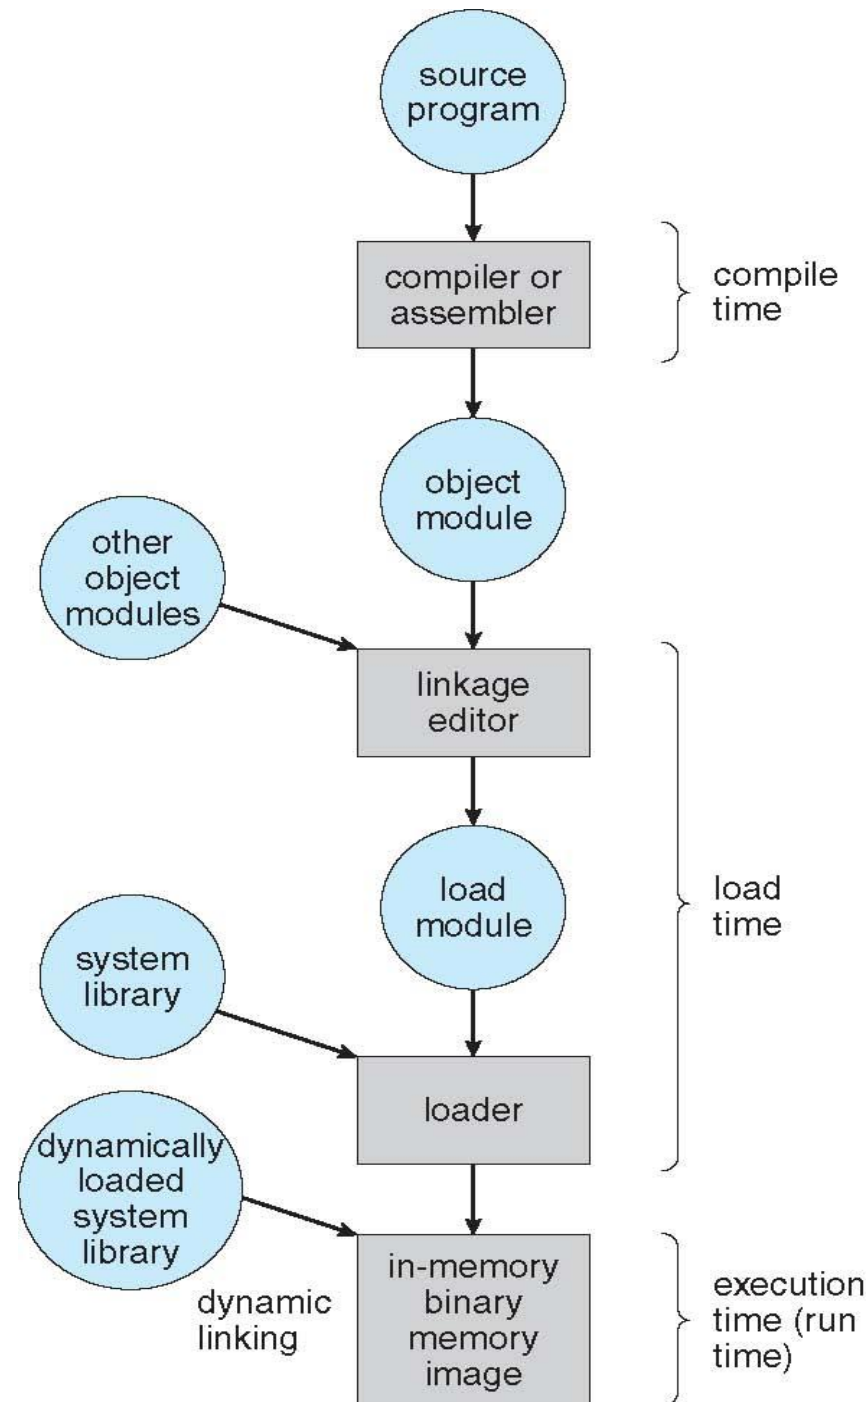 source
program
compiler or
assembler
compile
time
object
module
other
object
modules
linkage
editor
load
module
load
time
system
library
loader
dynamically
loaded
system
library
dynamic
linking
in-memory
binary
memory
image
execution
time (run
time)